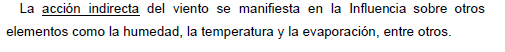 La acción indirecta del viento se manifiesta en la Influencia sobre otros
elementos como la humedad, la temperatura y la evaporación, entre otros.